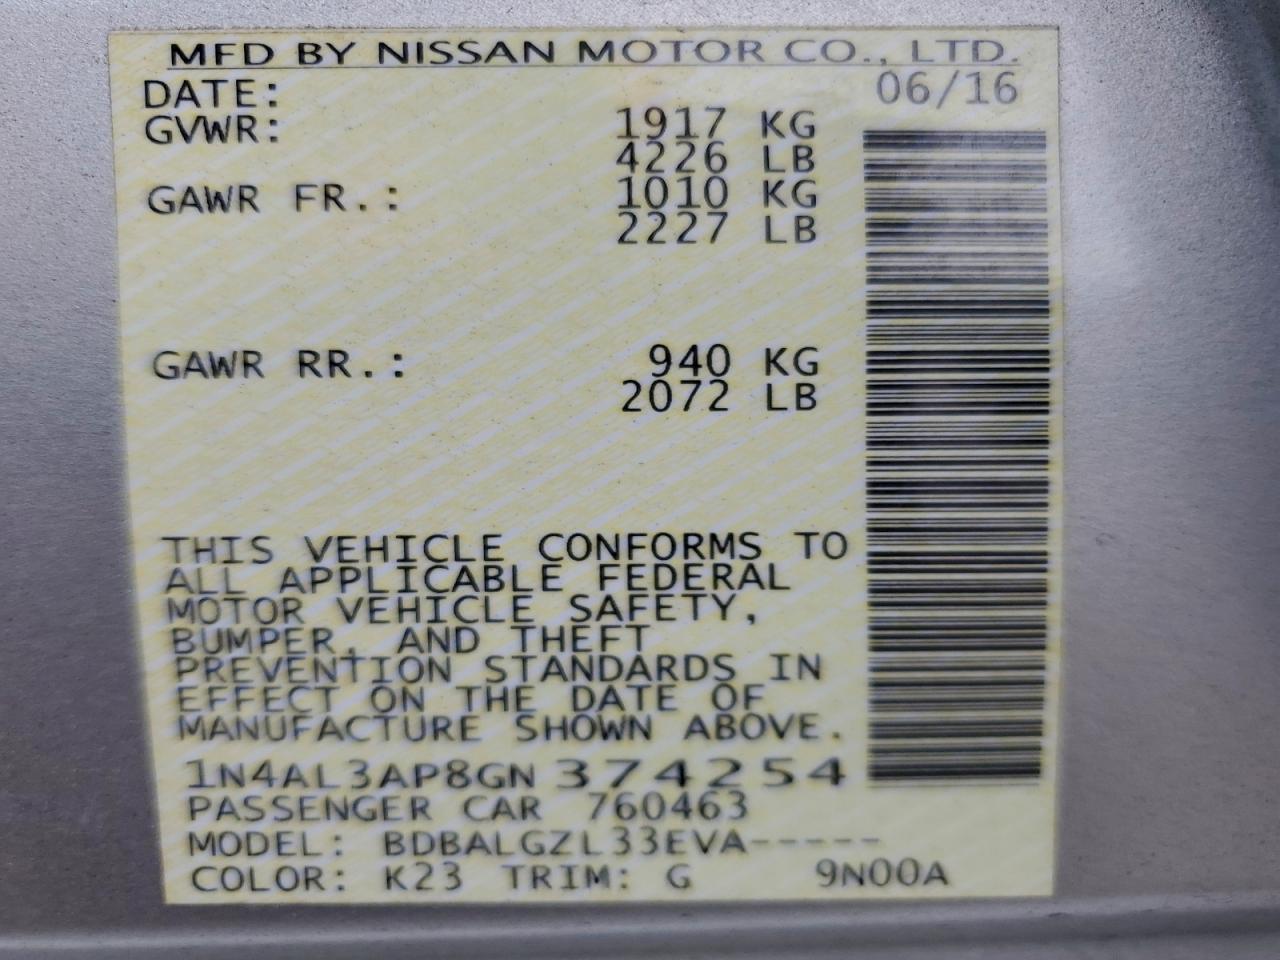 MFD BY NISSAN MOTOR CO., LTD.
DATE: 06/16
GVWR: 1917 KG
4226 LB
GAWR FR.: 1010 KG
2227 LB
GAWR RR.: 940 KG
2072 LB
THIS VEHICLE CONFORMS TO
ALL APPLICABLE FEDERAL
MOTOR VEHICLE SAFETY,
BUMPER, AND THEFT
PREVENTION STANDARDS IN
EFFECT ON THE DATE OF
MANUFACTURE SHOWN ABOVE.
1N4AL3AP8GN374254
PASSENGER CAR 760463
MODEL: BDBALGZL33EVA-----
COLOR: K23 TRIM: G 9N00A